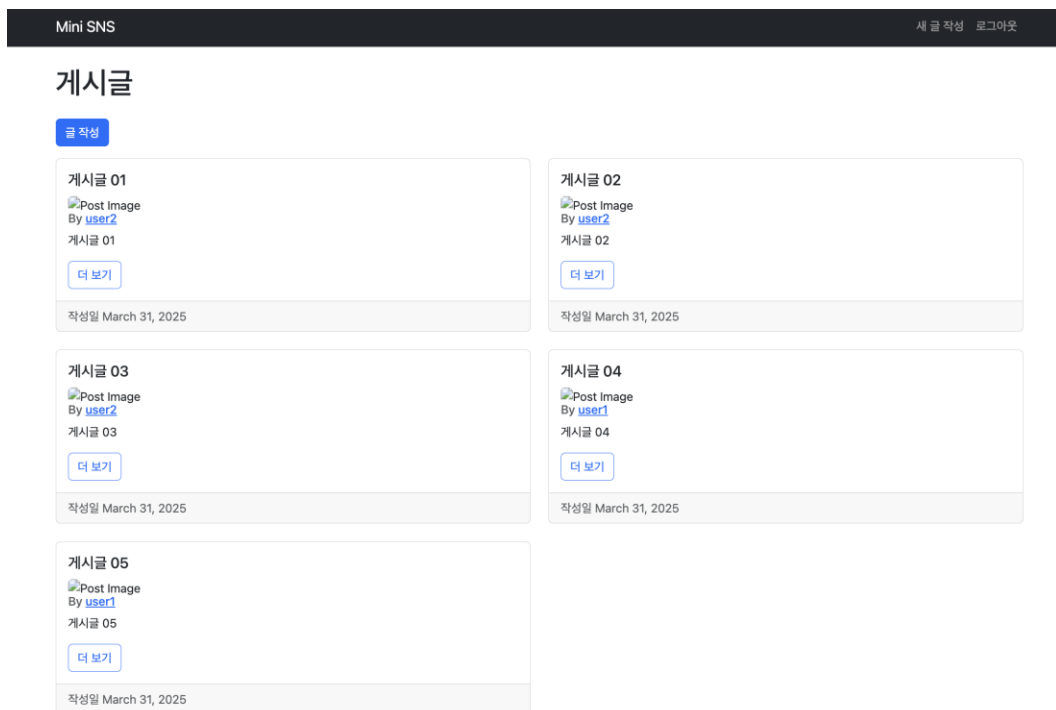 Mini SNS
새 글 작성 로그아웃
게시글
글 작성
게시글 01
Post Image
By user2
게시글 01
더 보기
작성일 March 31, 2025
게시글 02
Post Image
By user2
게시글 02
더 보기
작성일 March 31, 2025
게시글 03
Post Image
By user2
게시글 03
더 보기
작성일 March 31, 2025
게시글 04
Post Image
By user1
게시글 04
더 보기
작성일 March 31, 2025
게시글 05
Post Image
By user1
게시글 05
더 보기
작성일 March 31, 2025